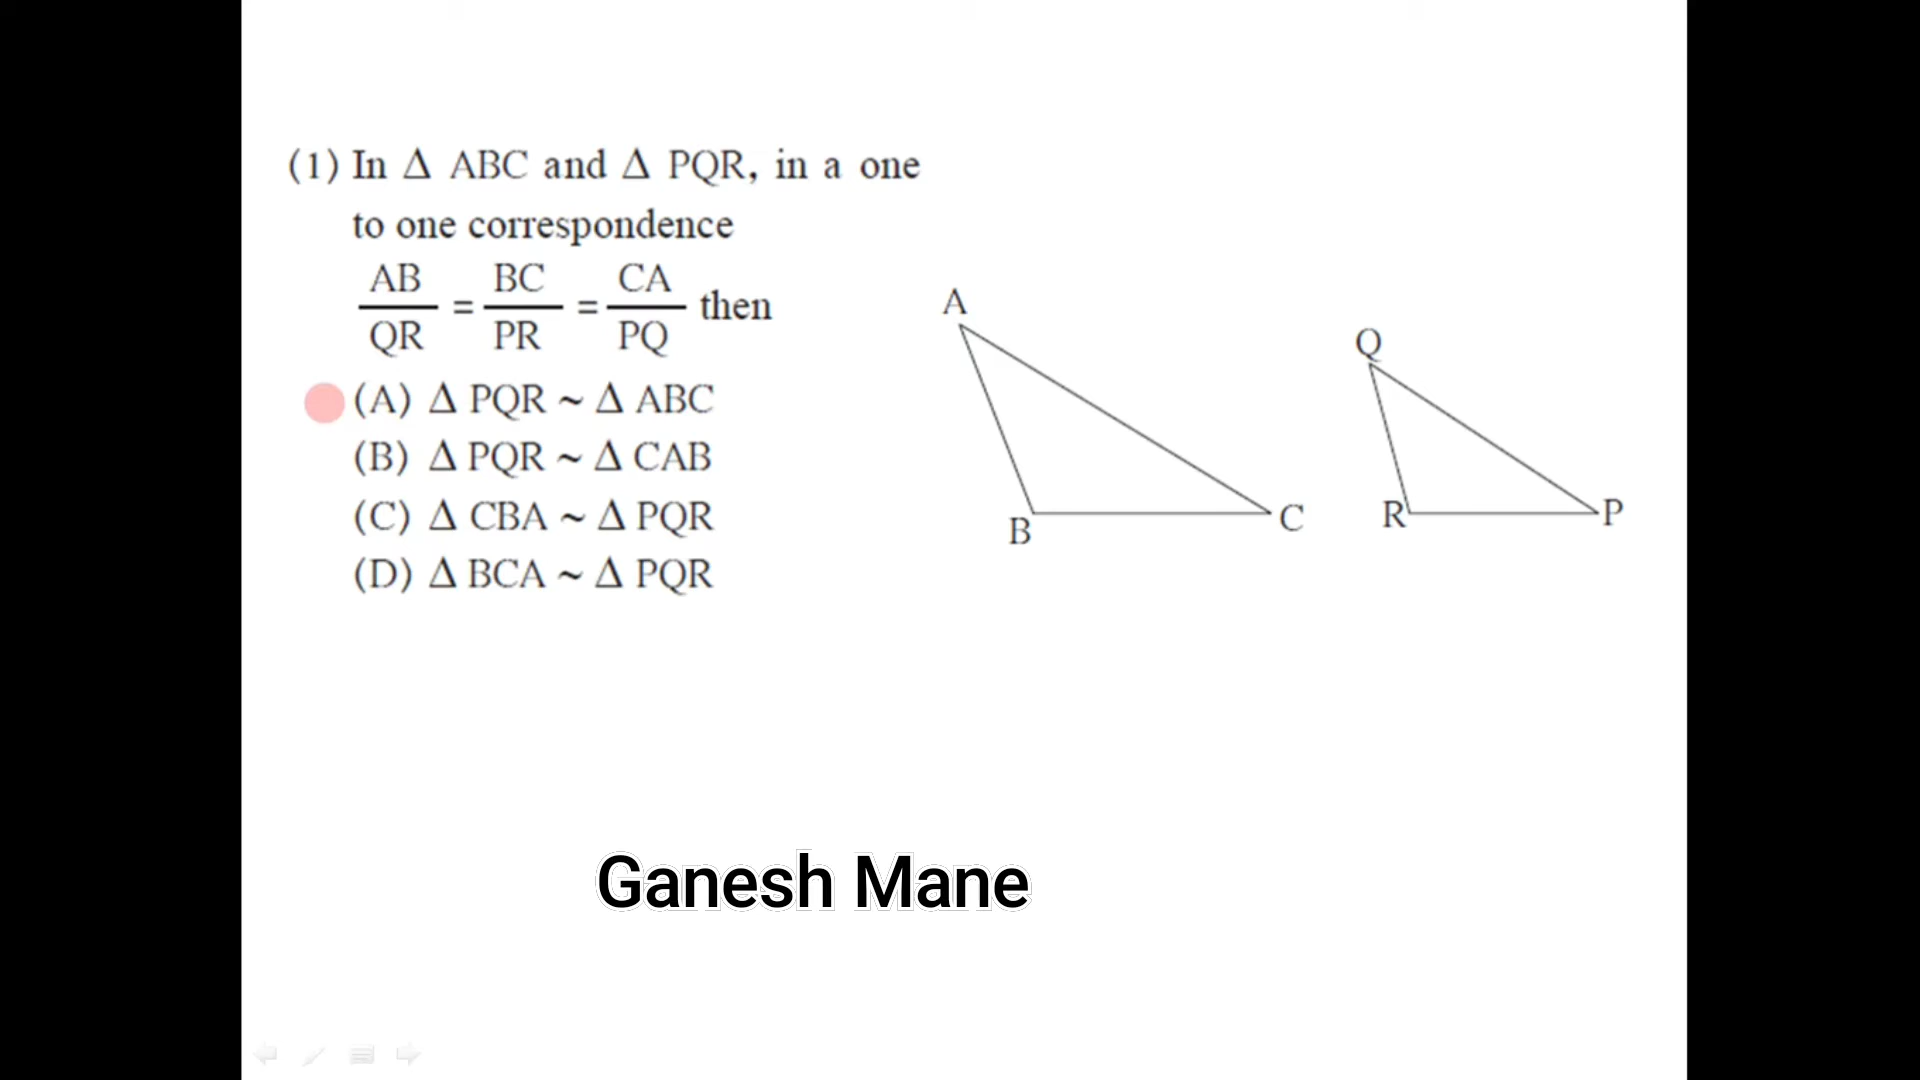 (1) In Δ ABC and Δ PQR, in a one
to one correspondence
AB/QR = BC/PR = CA/PQ then
(A) Δ PQR ~ Δ ABC
(B) Δ PQR ~ Δ CAB
(C) Δ CBA ~ Δ PQR
(D) Δ BCA ~ Δ PQR
A
B
C
Q
R
P
Ganesh Mane